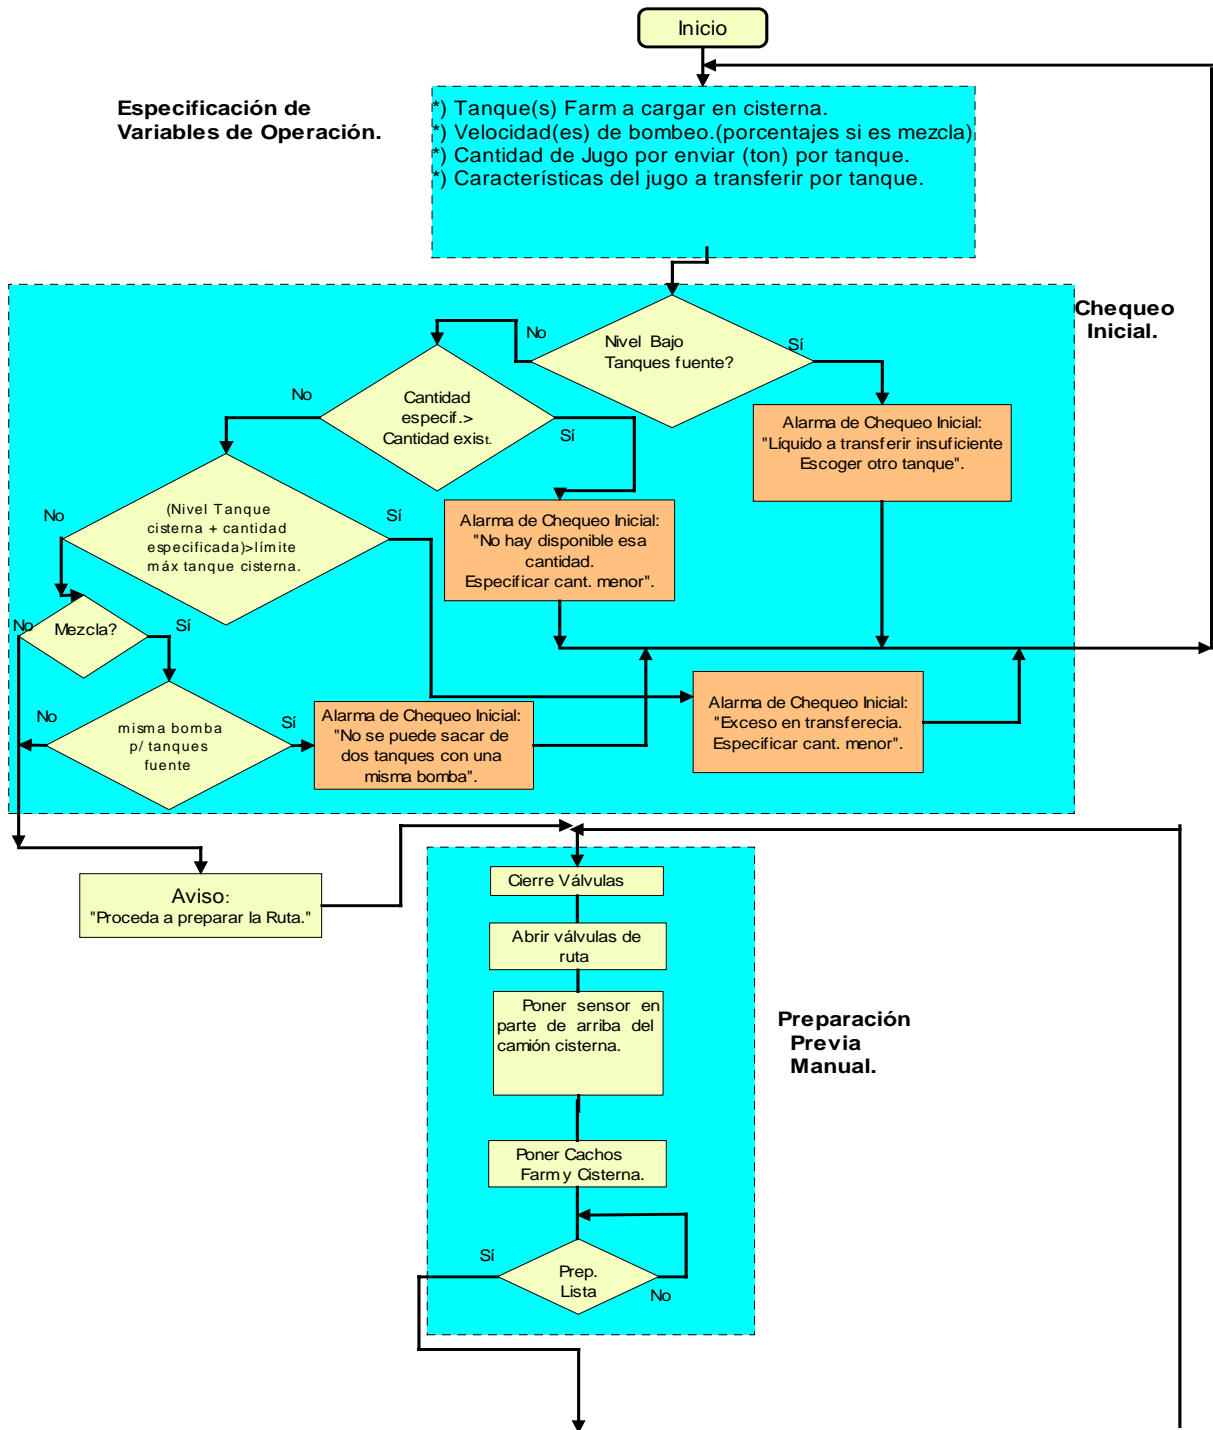 Inicio
Especificación de
Variables de Operación.
*) Tanque(s) Farm a cargar en cisterna.
*) Velocidad(es) de bombeo.(porcentajes si es mezcla)
*) Cantidad de Jugo por enviar (ton) por tanque.
*) Características del jugo a transferir por tanque.
Chequeo
Inicial.
Nivel Bajo
Tanques fuente?
No
Sí
Cantidad
especif.>
Cantidad exist.
No
Sí
Alarma de Chequeo Inicial:
"Líquido a transferir insuficiente
Escoger otro tanque".
(Nivel Tanque
cisterna + cantidad
especificada)>límite
máx tanque cisterna.
No
Sí
Alarma de Chequeo Inicial:
"No hay disponible esa
cantidad.
Especificar cant. menor".
Mezcla?
No
Sí
misma bomba
p/ tanques
fuente
No
Sí
Alarma de Chequeo Inicial:
"No se puede sacar de
dos tanques con una
misma bomba".
Alarma de Chequeo Inicial:
"Exceso en transferecia.
Especificar cant. menor".
Aviso:
"Proceda a preparar la Ruta."
Cierre Válvulas
Abrir válvulas de
ruta
Poner sensor en
parte de arriba del
camión cisterna.
Preparación
Previa
Manual.
Poner Cachos
Farm y Cisterna.
Prep.
Lista
Sí
No